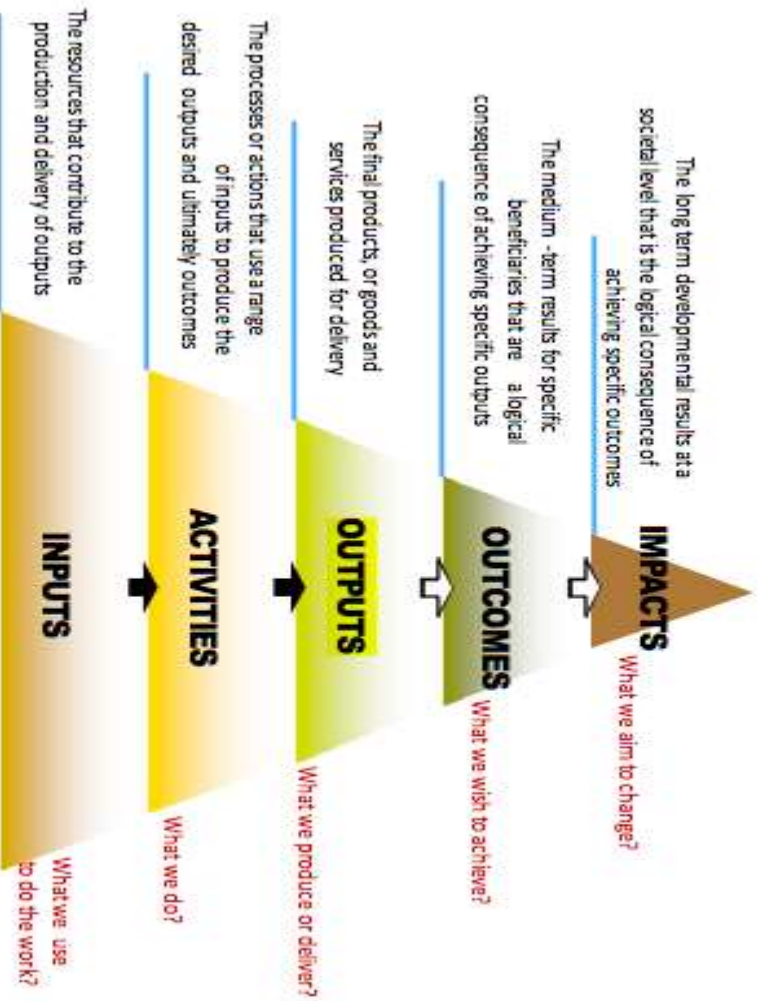 The long term developmental results at a
societal level that is the logical consequence of
achieving specific outcomes
IMPACTS
What we aim to change?
The medium - term results for specific
beneficiaries that are a logical
consequence of achieving specific outputs
OUTCOMES
What we wish to achieve?
The final products, or goods and
services produced for delivery
OUTPUTS
What we produce or deliver?
The processes or actions that use a range
of inputs to produce the
desired outputs and ultimately outcomes
ACTIVITIES
What we do?
The resources that contribute to the
production and delivery of outputs
INPUTS
What we use
to do the work?